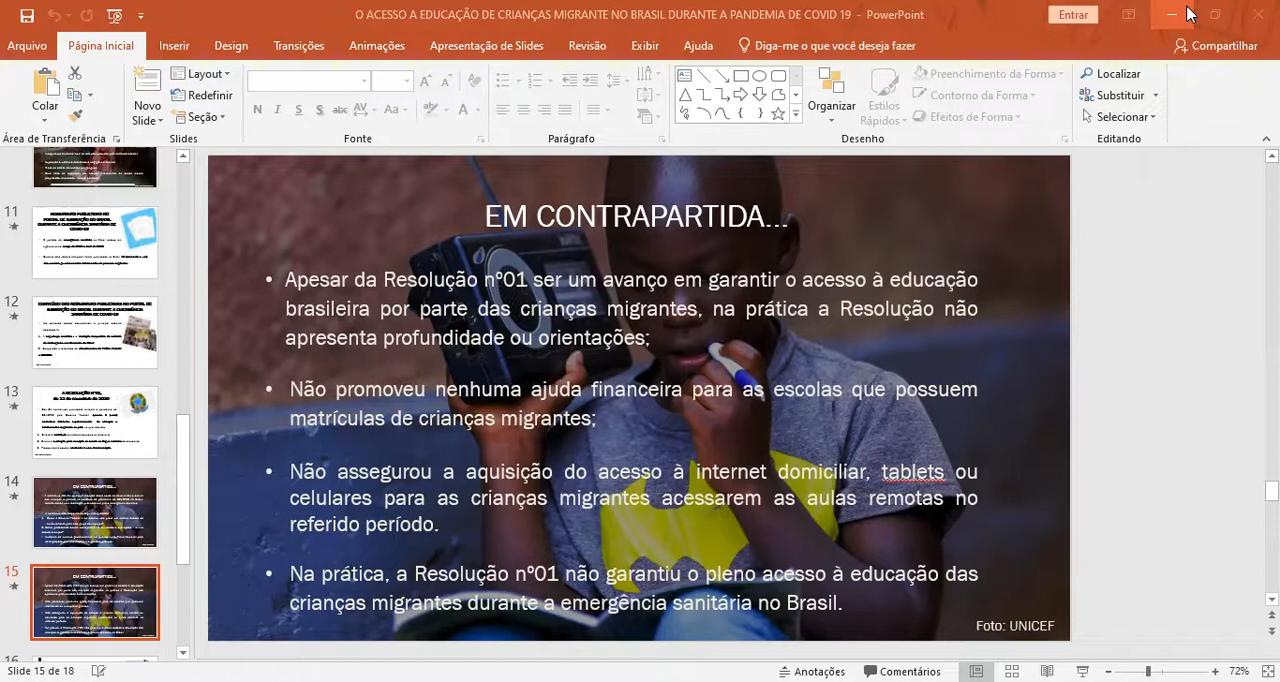 O ACESSO A EDUCAÇÃO DE CRIANÇAS MIGRANTE NO BRASIL DURANTE A PANDEMIA DE COVID 19 - PowerPoint
Entrar
Arquivo Página Inicial Inserir Design Transições Animações Apresentação de Slides Revisão Exibir Ajuda Diga-me o que você deseja fazer Compartilhar
Colar
Novo Slide
Layout
Redefinir
Seção
N I S S abc AV Aa A
Organizar
Estilos Rápidos
Preenchimento da Forma
Contorno da Forma
Efeitos de Forma
Localizar
Substituir
Selecionar
Área de Transferência Slides Fonte Parágrafo Desenho Editando
11
12
13
14
15
EM CONTRAPARTIDA...
• Apesar da Resolução nº01 ser um avanço em garantir o acesso à educação
brasileira por parte das crianças migrantes, na prática a Resolução não
apresenta profundidade ou orientações;
• Não promoveu nenhuma ajuda financeira para as escolas que possuem
matrículas de crianças migrantes;
• Não assegurou a aquisição do acesso à internet domiciliar, tablets ou
celulares para as crianças migrantes acessarem as aulas remotas no
referido período.
• Na prática, a Resolução nº01 não garantiu o pleno acesso à educação das
crianças migrantes durante a emergência sanitária no Brasil.
Foto: UNICEF
Slide 15 de 18
Anotações Comentários
72%